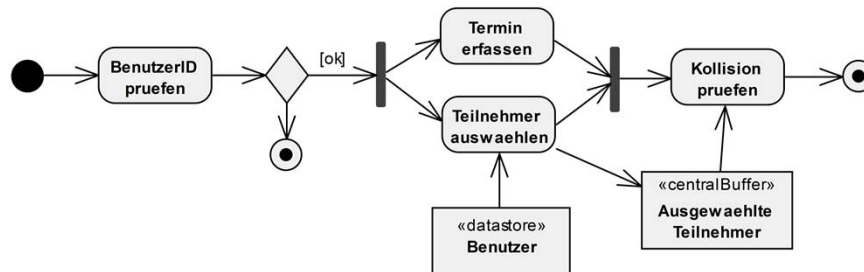 BenutzerID
pruefen
[ok]
Termin
erfassen
Teilnehmer
auswaehlen
Kollision
pruefen
«datastore»
Benutzer
«centralBuffer»
Ausgewaehlte
Teilnehmer